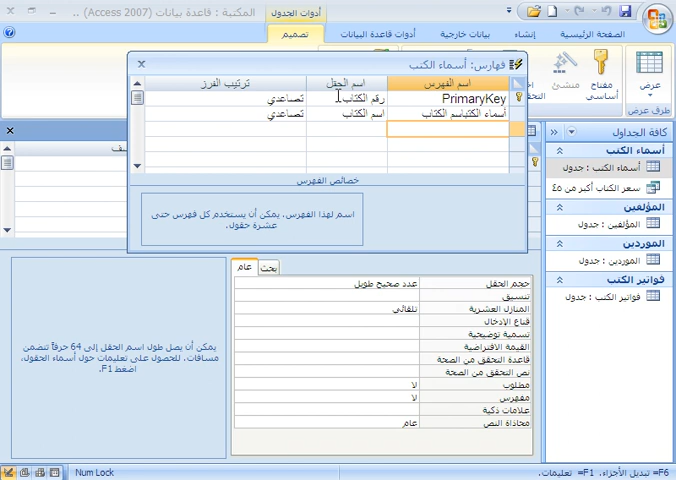 المكتبة : قاعدة بيانات (Access 2007) ..
أدوات الجدول
الصفحة الرئيسية
إنشاء
بيانات خارجية
أدوات قاعدة البيانات
تصميم
عرض
مفتاح أساسي
منشئ
طرق عرض
فهارس: أسماء الكتب
اسم الفهرس
اسم الحقل
ترتيب الفرز
PrimaryKey
رقم الكتاب
تصاعدي
أسماء الكتباسم الكتاب
اسم الكتاب
تصاعدي
خصائص الفهرس
اسم لهذا الفهرس. يمكن أن يستخدم كل فهرس حتى
عشرة حقول.
كافة الجداول
أسماء الكتب
أسماء الكتب : جدول
سعر الكتاب أكبر من ٤٥
المؤلفين
المؤلفين : جدول
الموردين
الموردين : جدول
فواتير الكتب
فواتير الكتب : جدول
عام
بحث
حجم الحقل
عدد صحيح طويل
تنسيق
المنازل العشرية
تلقائي
قناع الإدخال
تسمية توضيحية
القيمة الافتراضية
قاعدة التحقق من الصحة
نص التحقق من الصحة
مطلوب
لا
مفهرس
لا
علامات ذكية
محاذاة النص
عام
يمكن أن يصل طول اسم الحقل إلى 64 حرفاً تتضمن
مسافات. للحصول على تعليمات حول أسماء الحقول،
اضغط F1.
F6= تبديل الأجزاء. F1= تعليمات.
Num Lock